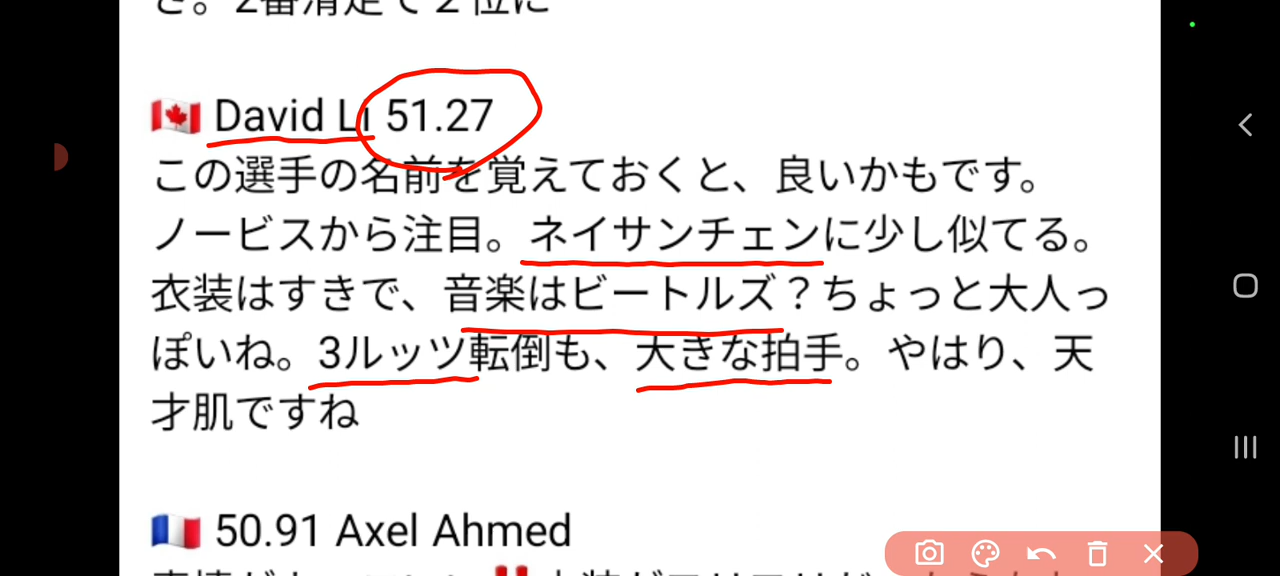 David Li 51.27
この選手の名前を覚えておくと、良いかもです。
ノービスから注目。ネイサンチェンに少し似てる。
衣装はすきで、音楽はビートルズ？ちょっと大人っ
ぽいね。3ルッツ転倒も、大きな拍手。やはり、天
才肌ですね
50.91 Axel Ahmed